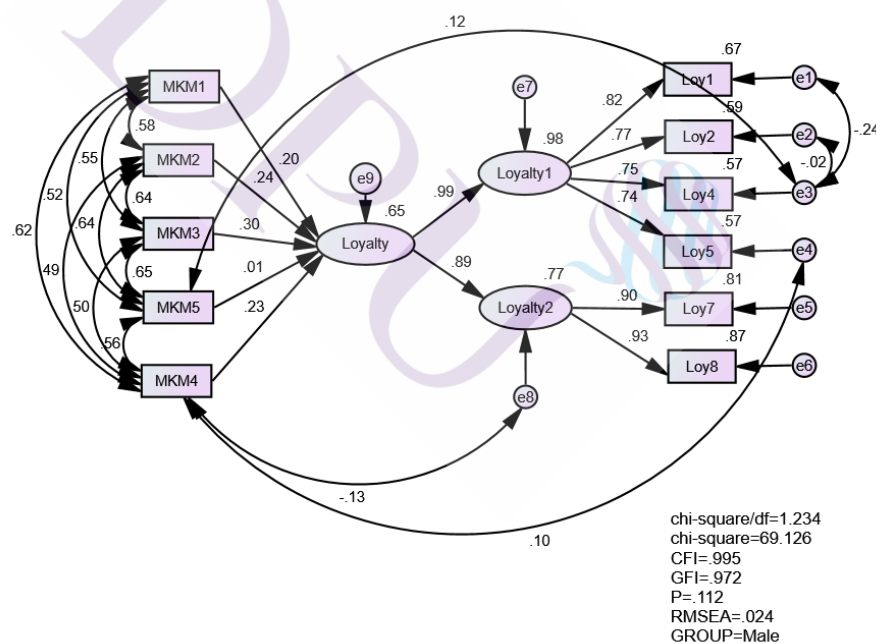 .12
.67
MKM1
Loy1
e1
e7
.82
.58
.59
.98
Loy2
e2
-.24
.77
MKM2
.20
-.02
.55
.24
e9
Loyalty1
.75
.57
.52
.64
.99
.74
Loy4
e3
.65
.62
.64
MKM3
.30
Loyalty
.57
Loy5
e4
.65
.01
.89
.77
.81
49
.90
50
MKM5
.23
Loyalty2
Loy7
e5
.56
.93
.87
MKM4
Loy8
e6
e8
-.13
.10
chi-square/df=1.234
chi-square=69.126
CFI=.995
GFI=.972
P=.112
RMSEA=.024
GROUP=Male
DPU